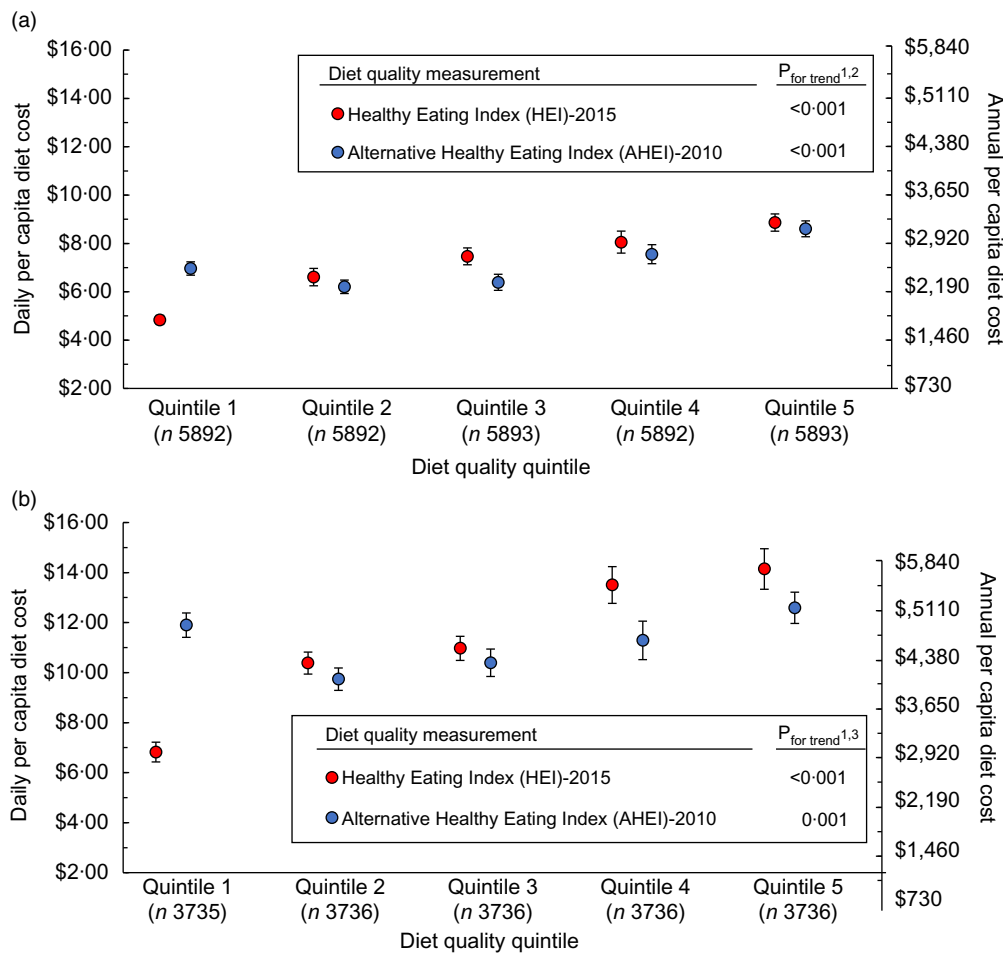 (a)
Daily per capita diet cost
$16·00
$14·00
$12·00
$10·00
$8·00
$6·00
$4·00
$2·00
Diet quality measurement P for trend1,2
Healthy Eating Index (HEI)-2015 <0·001
Alternative Healthy Eating Index (AHEI)-2010 <0·001
$5,840
$,5110
$4,380
$3,650
$2,920
$2,190
$1,460
$730
Annual per capita diet cost
Quintile 1 Quintile 2 Quintile 3 Quintile 4 Quintile 5
(n 5892) (n 5892) (n 5893) (n 5892) (n 5893)
Diet quality quintile
(b)
Daily per capita diet cost
$16·00
$14·00
$12·00
$10·00
$8·00
$6·00
$4·00
$2·00
Diet quality measurement P for trend1,3
Healthy Eating Index (HEI)-2015 <0·001
Alternative Healthy Eating Index (AHEI)-2010 0·001
$5,840
$5,110
$4,380
$3,650
$2,920
$2,190
$1,460
$730
Annual per capita diet cost
Quintile 1 Quintile 2 Quintile 3 Quintile 4 Quintile 5
(n 3735) (n 3736) (n 3736) (n 3736) (n 3736)
Diet quality quintile